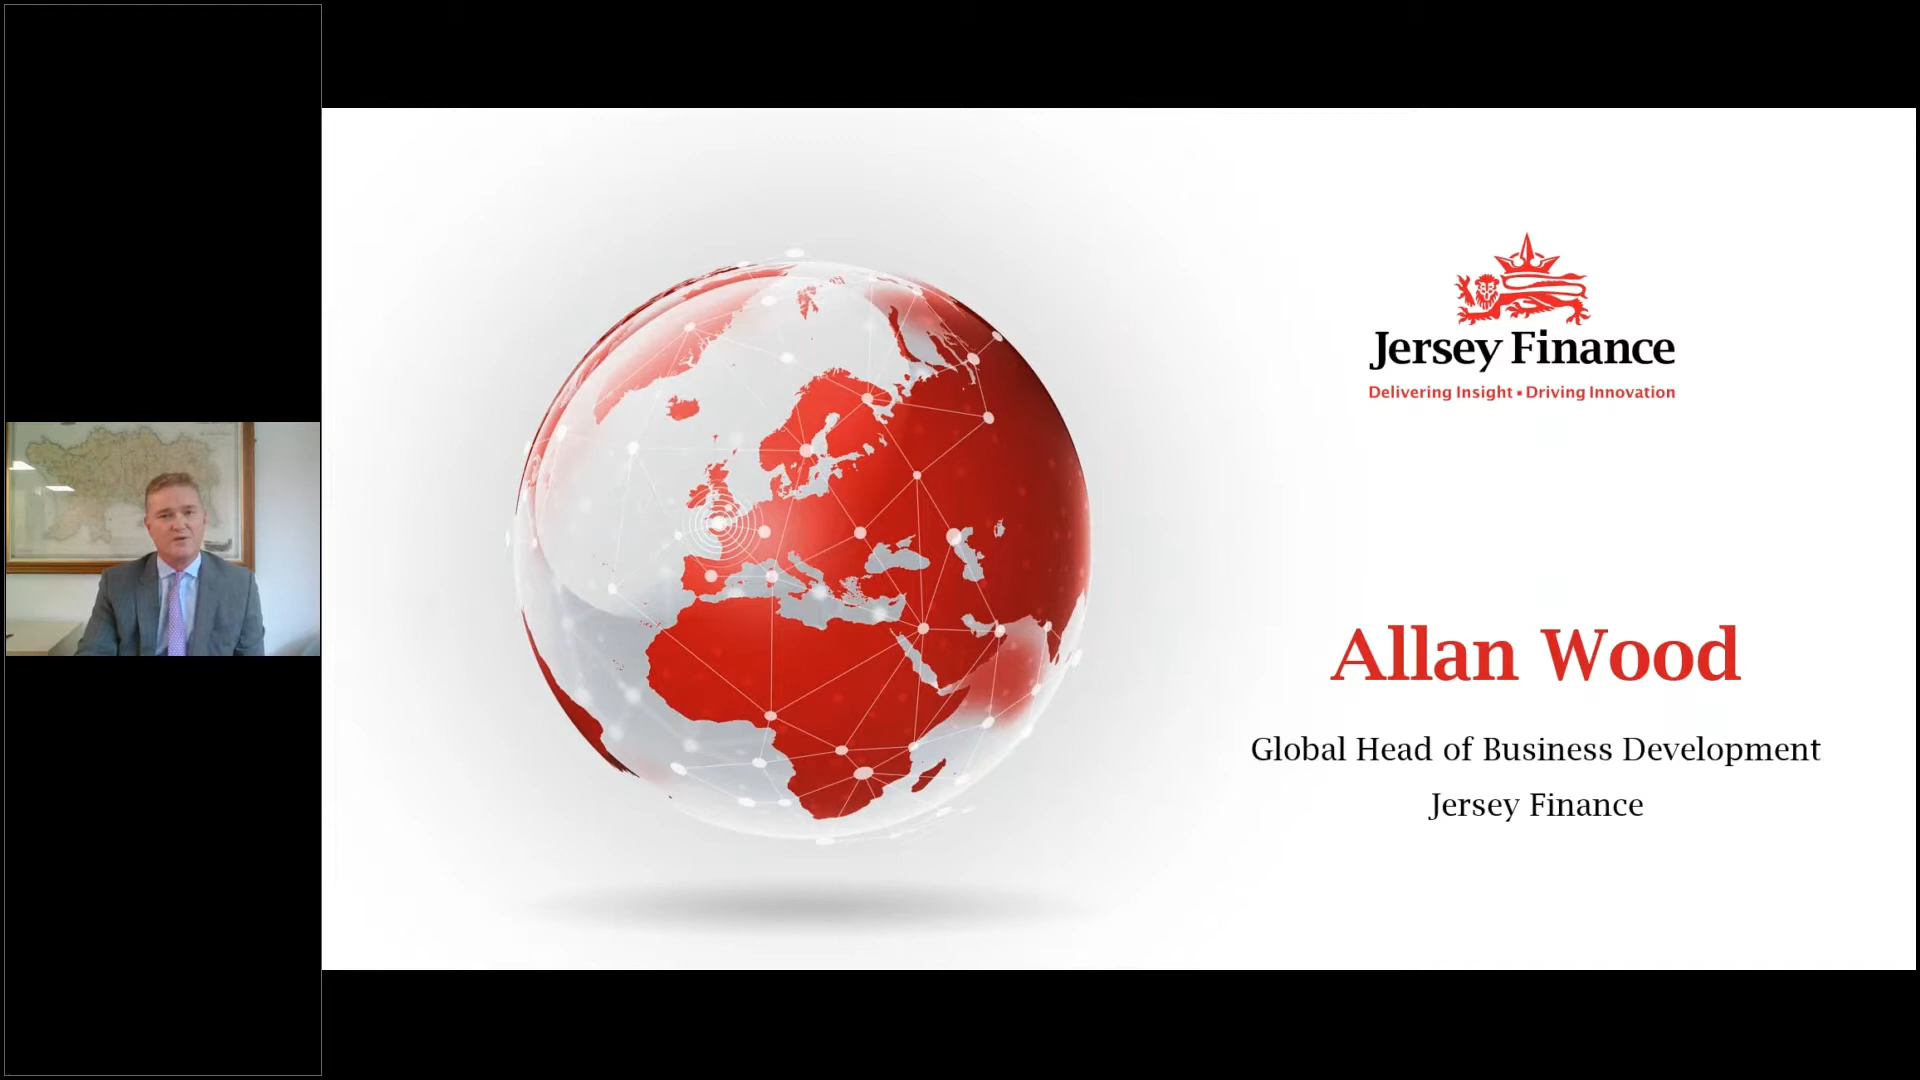 Jersey Finance
Delivering Insight ▪ Driving Innovation
Allan Wood
Global Head of Business Development
Jersey Finance